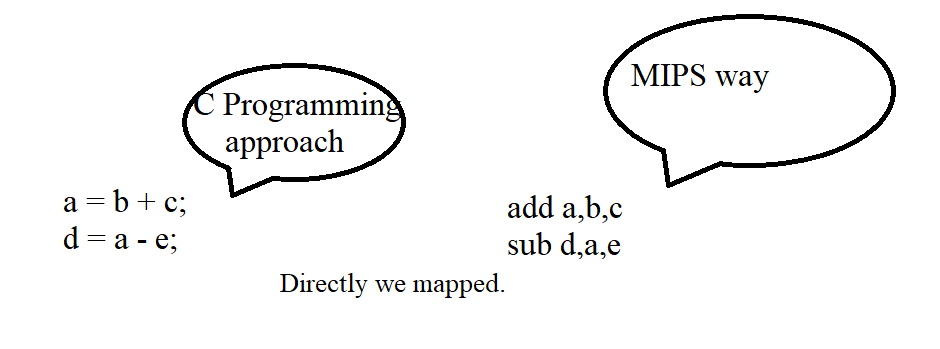 C Programming
approach
a = b + c;
d = a - e;
MIPS way
add a,b,c
sub d,a,e
Directly we mapped.